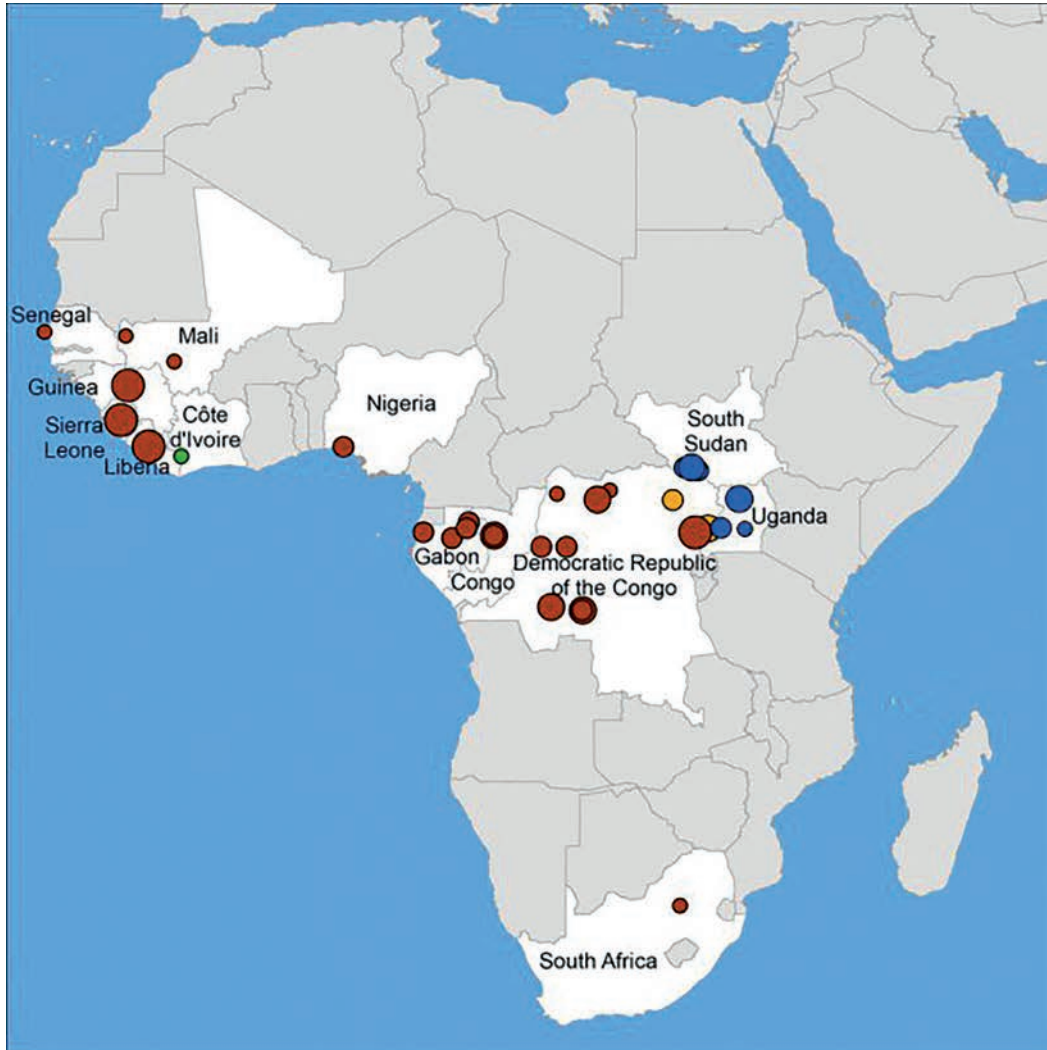 Senegal
Mali
Guinea
Sierra
Leone
Côte
d'Ivoire
Liberia
Nigeria
South
Sudan
Uganda
Gabon
Congo
Democratic Republic
of the Congo
South Africa